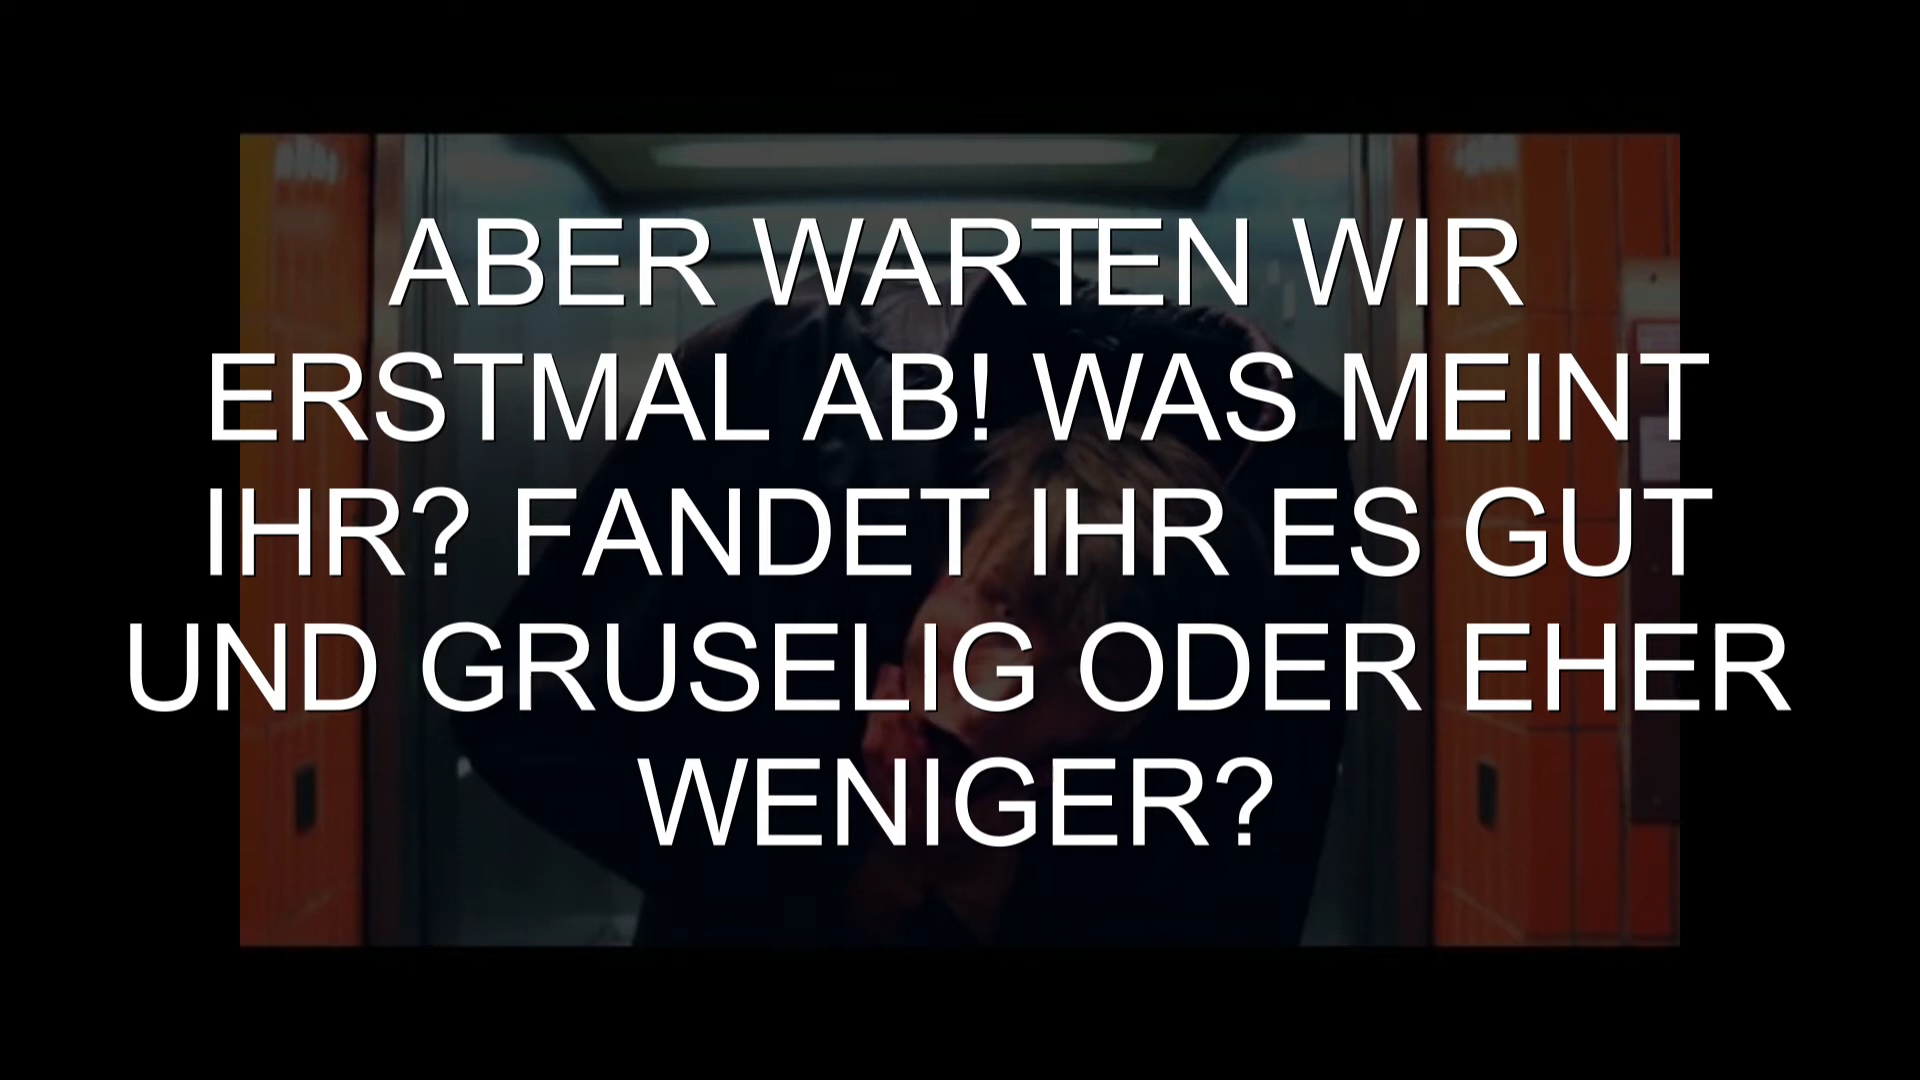 ABER WARTEN WIR
ERSTMAL AB! WAS MEINT
IHR? FANDET IHR ES GUT
UND GRUSELIG ODER EHER
WENIGER?